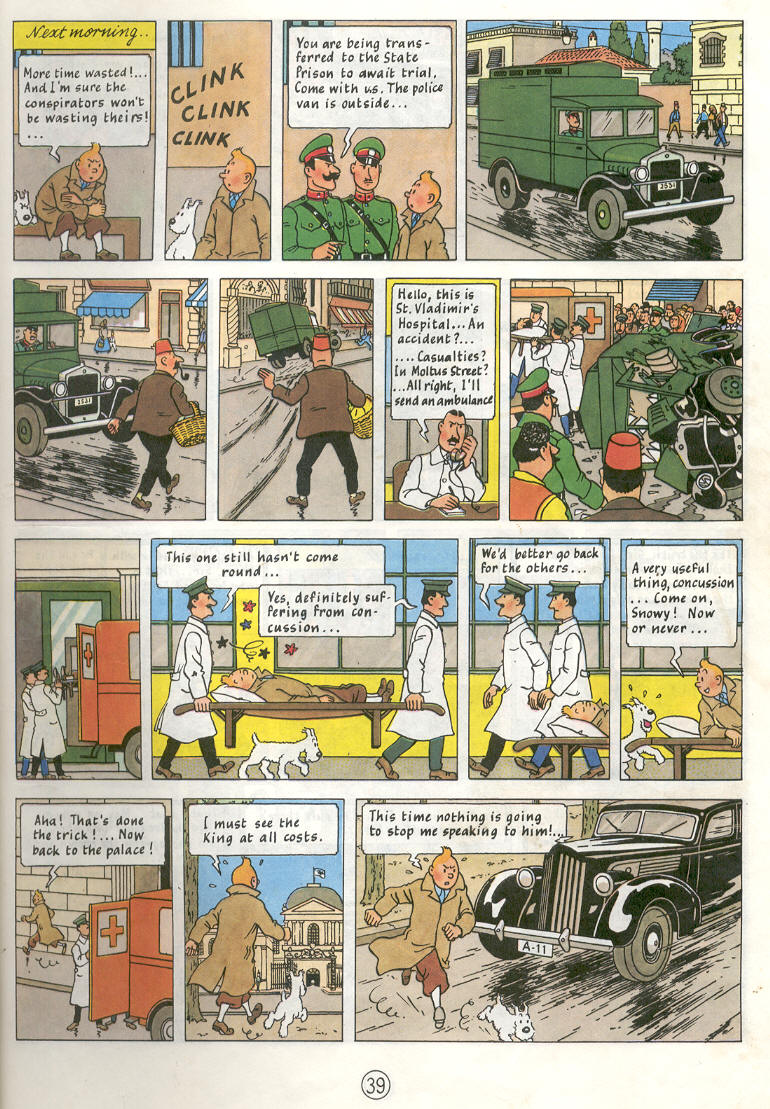 Next morning..
More time wasted!...
And I'm sure the
conspirators won't
be wasting theirs!
...
CLINK
CLINK
CLINK
You are being trans-
ferred to the State
Prison to await trial.
Come with us. The police
van is outside...
2531
2531
Hello, this is
St. Vladimir's
Hospital... An
accident?...
.... Casualties?
In Moltus Street?
...All right, I'll
send an ambulance
This one still hasn't come
round...
Yes, definitely suf-
fering from con-
cussion...
We'd better go back
for the others...
A very useful
thing, concussion
... Come on,
Snowy! Now
or never...
Aha! That's done
the trick!... Now
back to the palace!
I must see the
King at all costs.
This time nothing is going
to stop me speaking to him!...
A-11
39